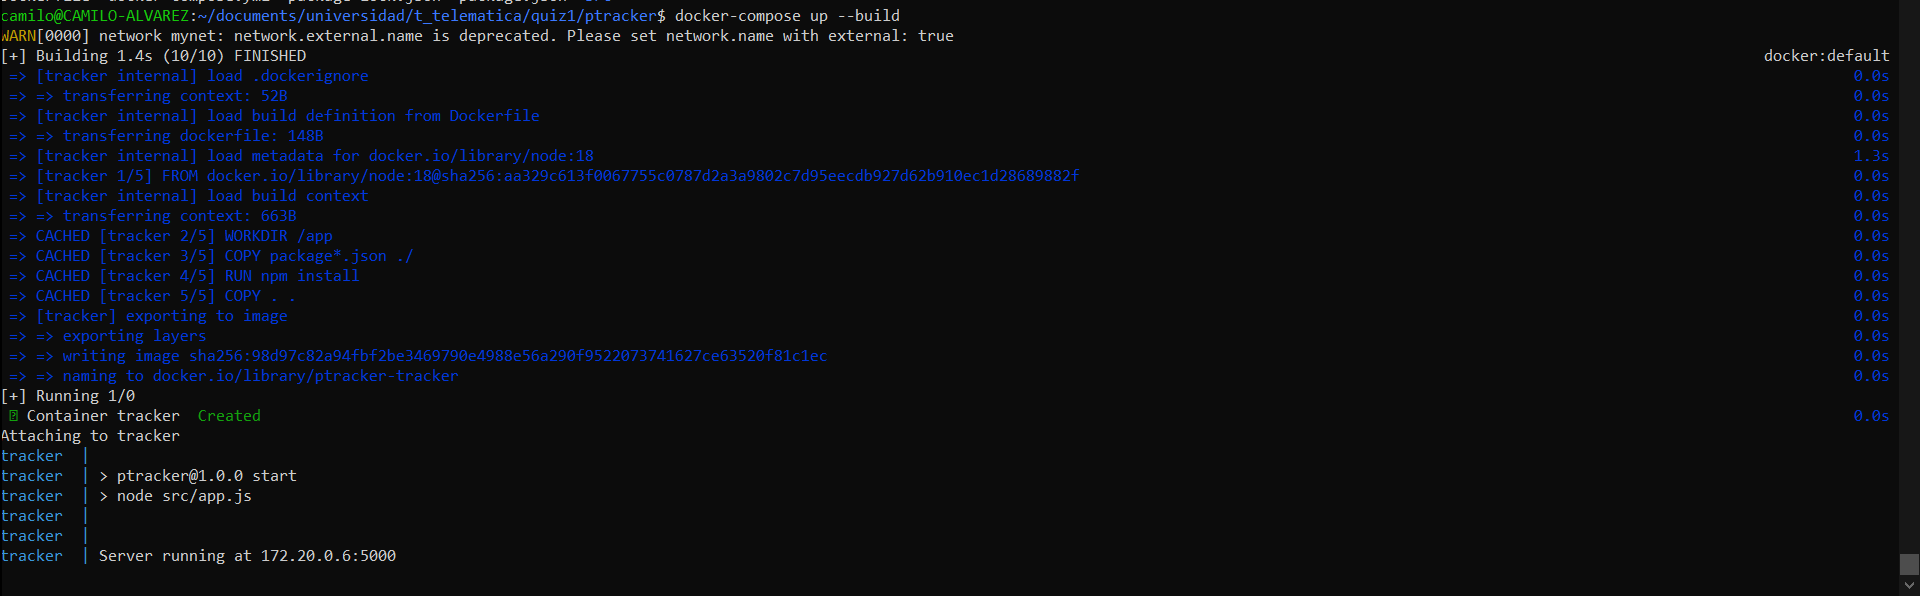 camilo@CAMILO-ALVAREZ:~/documents/universidad/t_telematica/quiz1/ptracker$ docker-compose up --build
WARN[0000] network mynet: network.external.name is deprecated. Please set network.name with external: true
[+] Building 1.4s (10/10) FINISHED docker:default
=> [tracker internal] load .dockerignore 0.0s
=> => transferring context: 52B 0.0s
=> [tracker internal] load build definition from Dockerfile 0.0s
=> => transferring dockerfile: 148B 0.0s
=> [tracker internal] load metadata for docker.io/library/node:18 1.3s
=> [tracker 1/5] FROM docker.io/library/node:18@sha256:aa329c613f0067755c0787d2a3a9802c7d95eecdb927d62b910ec1d28689882f 0.0s
=> [tracker internal] load build context 0.0s
=> => transferring context: 663B 0.0s
=> CACHED [tracker 2/5] WORKDIR /app 0.0s
=> CACHED [tracker 3/5] COPY package*.json ./ 0.0s
=> CACHED [tracker 4/5] RUN npm install 0.0s
=> CACHED [tracker 5/5] COPY . . 0.0s
=> [tracker] exporting to image 0.0s
=> => exporting layers 0.0s
=> => writing image sha256:98d97c82a94fbf2be3469790e4988e56a290f9522073741627ce63520f81c1ec 0.0s
=> => naming to docker.io/library/ptracker-tracker 0.0s
[+] Running 1/0
Container tracker Created 0.0s
Attaching to tracker
tracker |
tracker | > ptracker@1.0.0 start
tracker | > node src/app.js
tracker |
tracker |
tracker | Server running at 172.20.0.6:5000